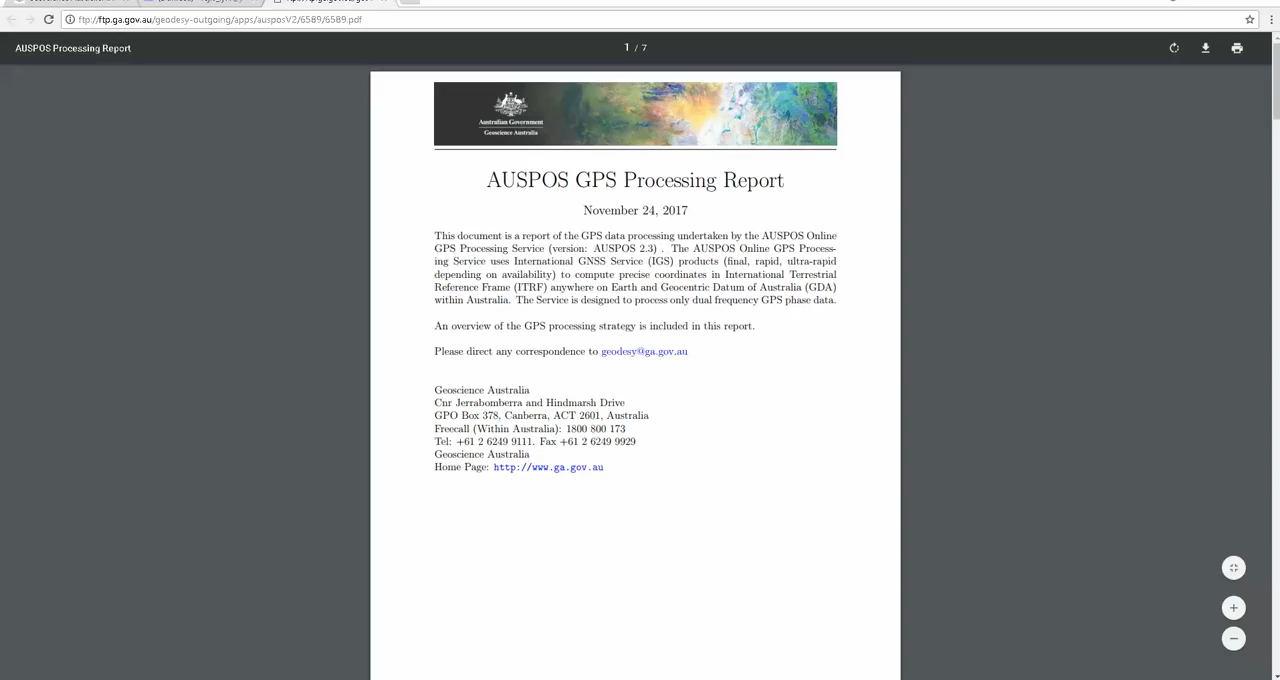 ftp://ftp.ga.gov.au/geodesy-outgoing/apps/ausposV2/6589/6589.pdf
AUSPOS Processing Report
1 / 7
Australian Government
Geoscience Australia
AUSPOS GPS Processing Report
November 24, 2017
This document is a report of the GPS data processing undertaken by the AUSPOS Online
GPS Processing Service (version: AUSPOS 2.3) . The AUSPOS Online GPS Process-
ing Service uses International GNSS Service (IGS) products (final, rapid, ultra-rapid
depending on availability) to compute precise coordinates in International Terrestrial
Reference Frame (ITRF) anywhere on Earth and Geocentric Datum of Australia (GDA)
within Australia. The Service is designed to process only dual frequency GPS phase data.
An overview of the GPS processing strategy is included in this report.
Please direct any correspondence to geodesy@ga.gov.au
Geoscience Australia
Cnr Jerrabomberra and Hindmarsh Drive
GPO Box 378, Canberra, ACT 2601, Australia
Freecall (Within Australia): 1800 800 173
Tel: +61 2 6249 9111. Fax +61 2 6249 9929
Geoscience Australia
Home Page: http://www.ga.gov.au